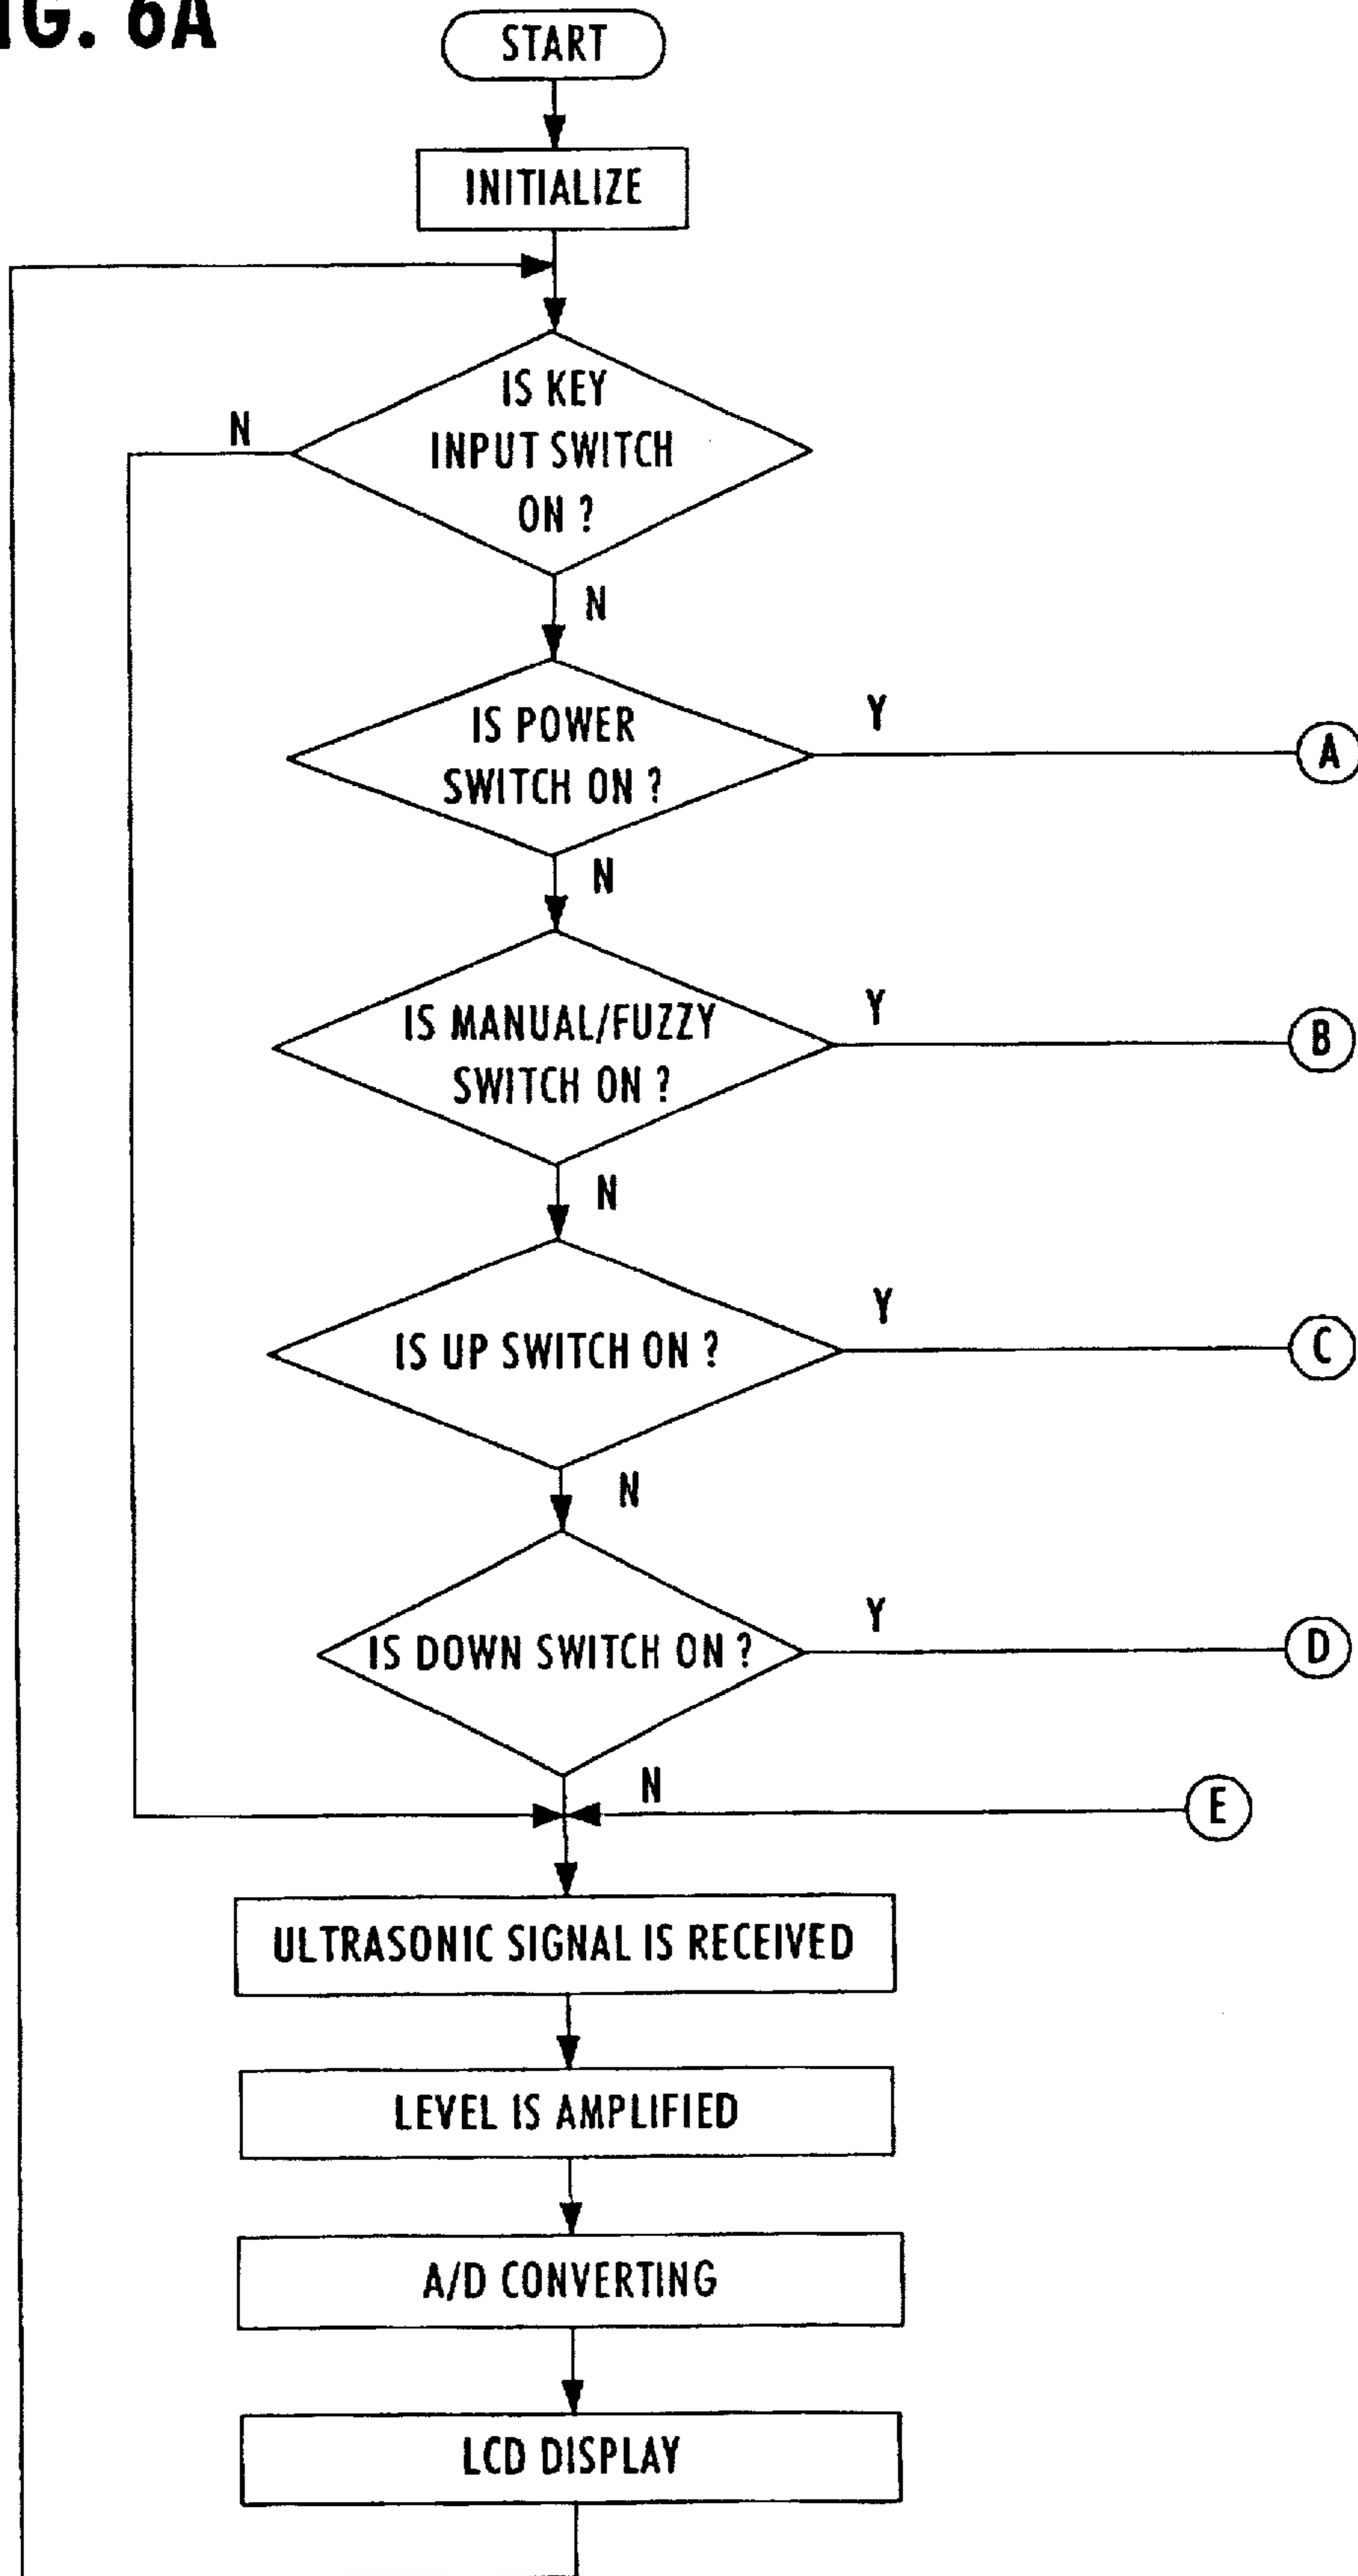 IG. 6A
START
INITIALIZE
IS KEY
INPUT SWITCH
ON ?
N
N
IS POWER
SWITCH ON ?
Y
A
N
IS MANUAL/FUZZY
SWITCH ON ?
Y
B
N
IS UP SWITCH ON ?
Y
C
N
IS DOWN SWITCH ON ?
Y
D
N
E
ULTRASONIC SIGNAL IS RECEIVED
LEVEL IS AMPLIFIED
A/D CONVERTING
LCD DISPLAY